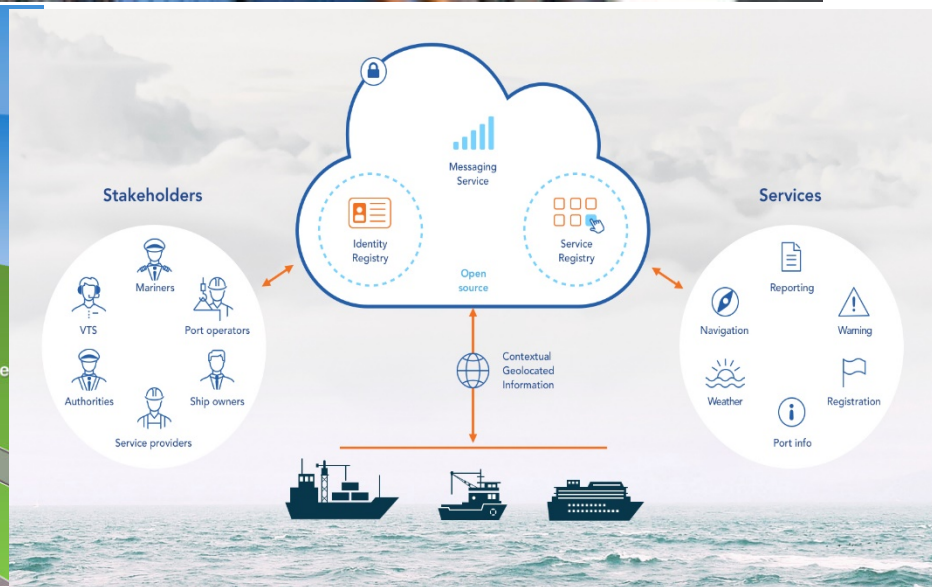 Messaging
Service
Stakeholders
Services
Identity
Registry
Service
Registry
Open
source
Mariners
VTS
Port operators
Authorities
Ship owners
Service providers
Contextual
Geolocated
Information
Reporting
Navigation
Warning
Weather
Registration
Port info
e